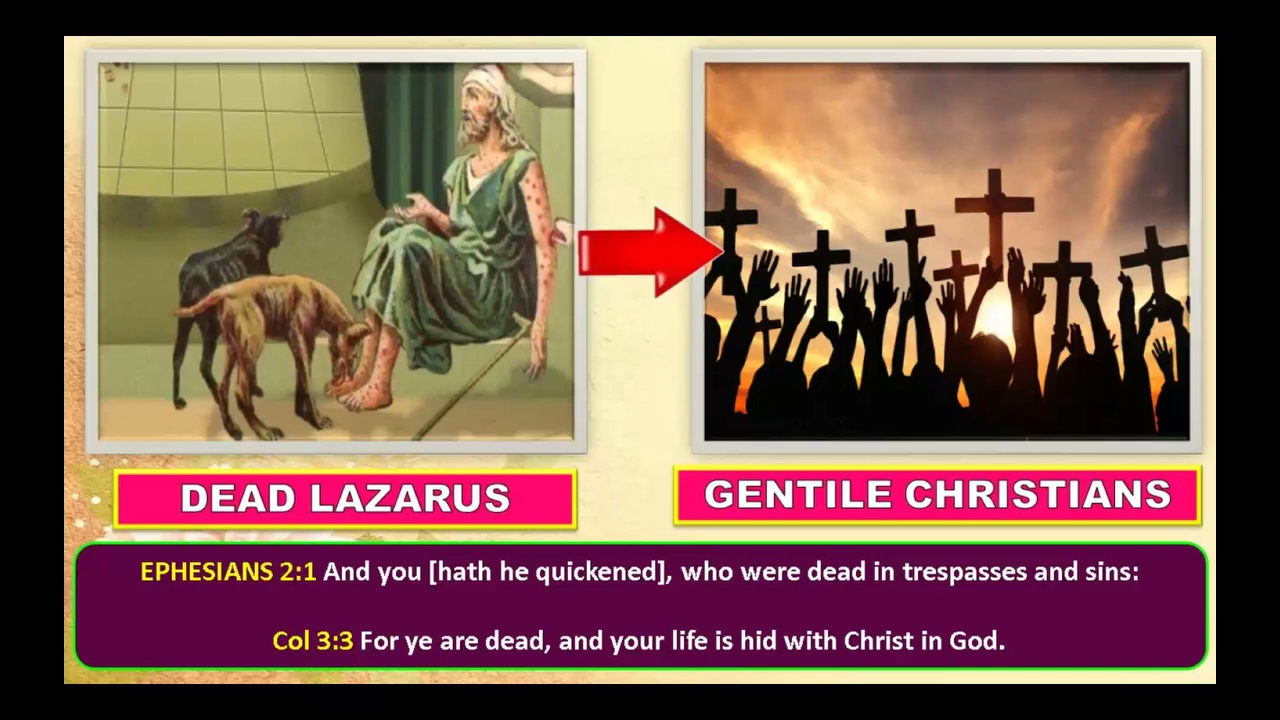 DEAD LAZARUS
GENTILE CHRISTIANS
EPHESIANS 2:1 And you [hath he quickened], who were dead in trespasses and sins:
Col 3:3 For ye are dead, and your life is hid with Christ in God.